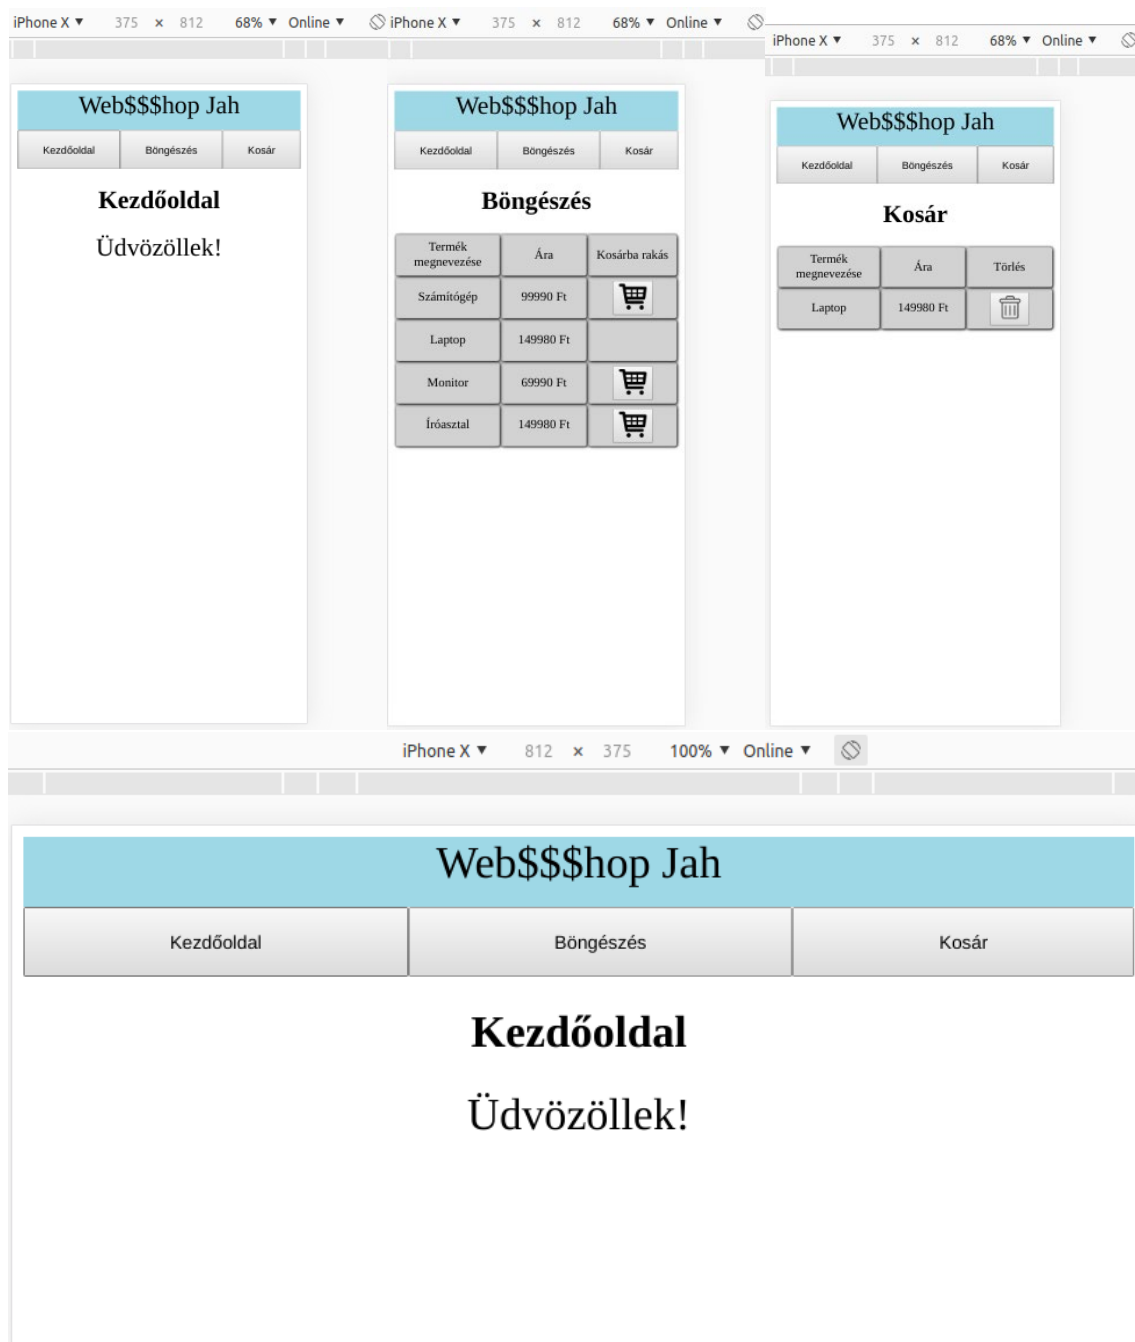 iPhone X ▼ 375 × 812 68% ▼ Online ▼
Web$$$hop Jah
Kezdőoldal Böngészés Kosár
Kezdőoldal
Üdvözöllek!
iPhone X ▼ 375 × 812 68% ▼ Online ▼
Web$$$hop Jah
Kezdőoldal Böngészés Kosár
Böngészés
Termék
megnevezése Ára Kosárba rakás
Számítógép 99990 Ft
Laptop 149980 Ft
Monitor 69990 Ft
Íróasztal 149980 Ft
iPhone X ▼ 375 × 812 68% ▼ Online ▼
Web$$$hop Jah
Kezdőoldal Böngészés Kosár
Kosár
Termék
megnevezése Ára Törlés
Laptop 149980 Ft
iPhone X ▼ 812 × 375 100% ▼ Online ▼
Web$$$hop Jah
Kezdőoldal Böngészés Kosár
Kezdőoldal
Üdvözöllek!